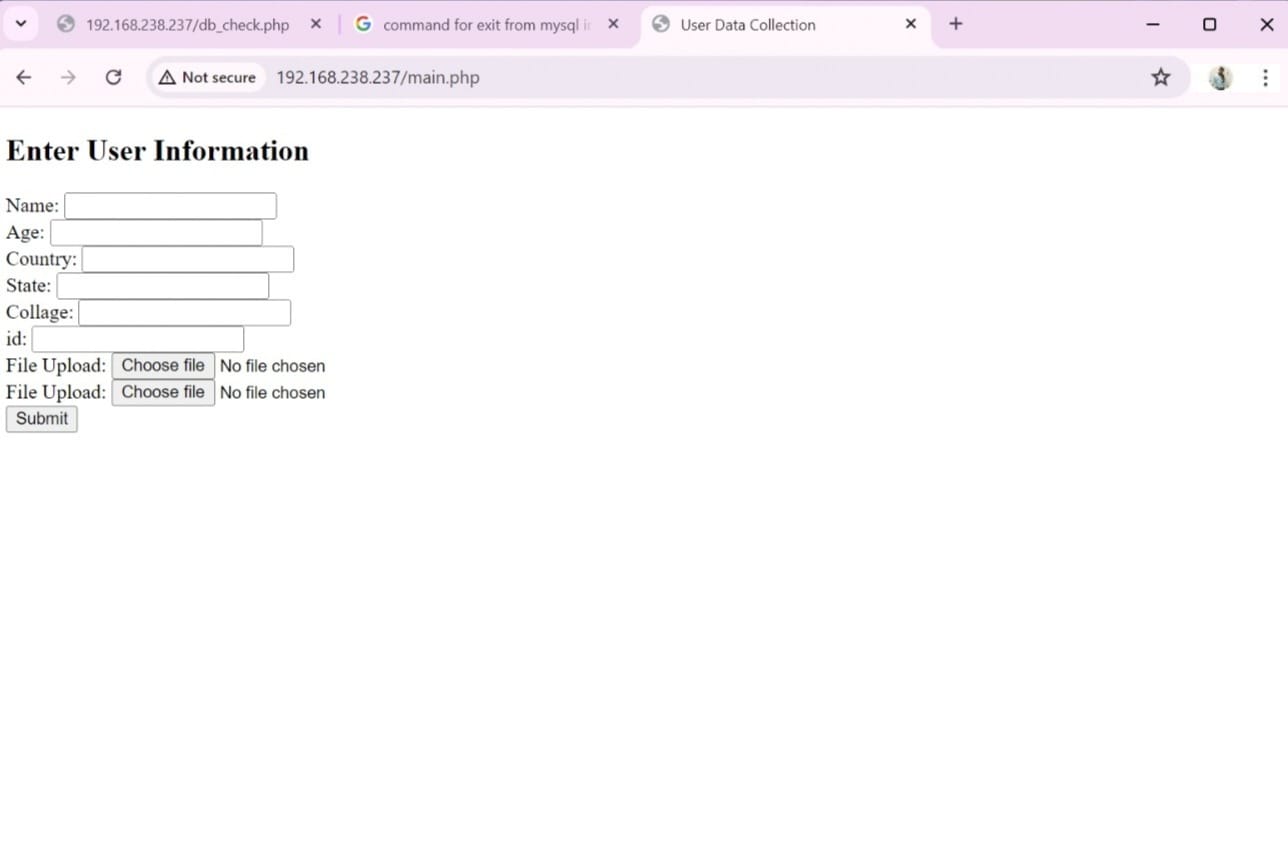 192.168.238.237/db_check.php
command for exit from mysql in
User Data Collection
Not secure
192.168.238.237/main.php
Enter User Information
Name:
Age:
Country:
State:
Collage:
id:
File Upload: Choose file No file chosen
File Upload: Choose file No file chosen
Submit